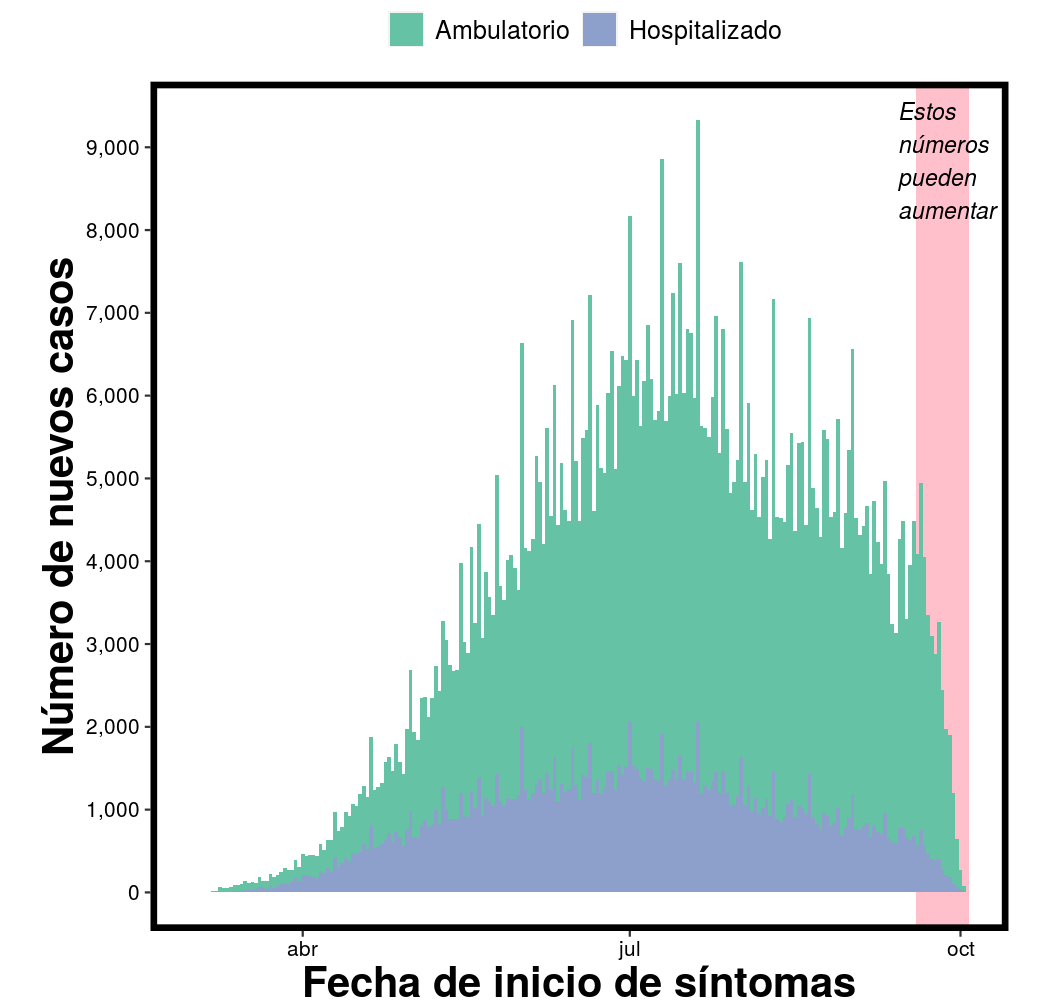 Ambulatorio Hospitalizado
Estos
números
pueden
aumentar
9,000
8,000
7,000
6,000
5,000
4,000
3,000
2,000
1,000
0
Número de nuevos casos
abr jul oct
Fecha de inicio de síntomas